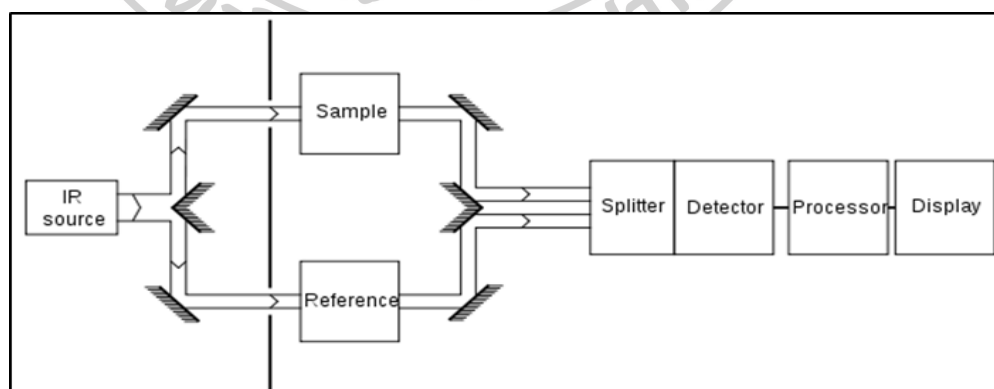 Sample
IR
source
Splitter
Detector
Processor
Display
Reference